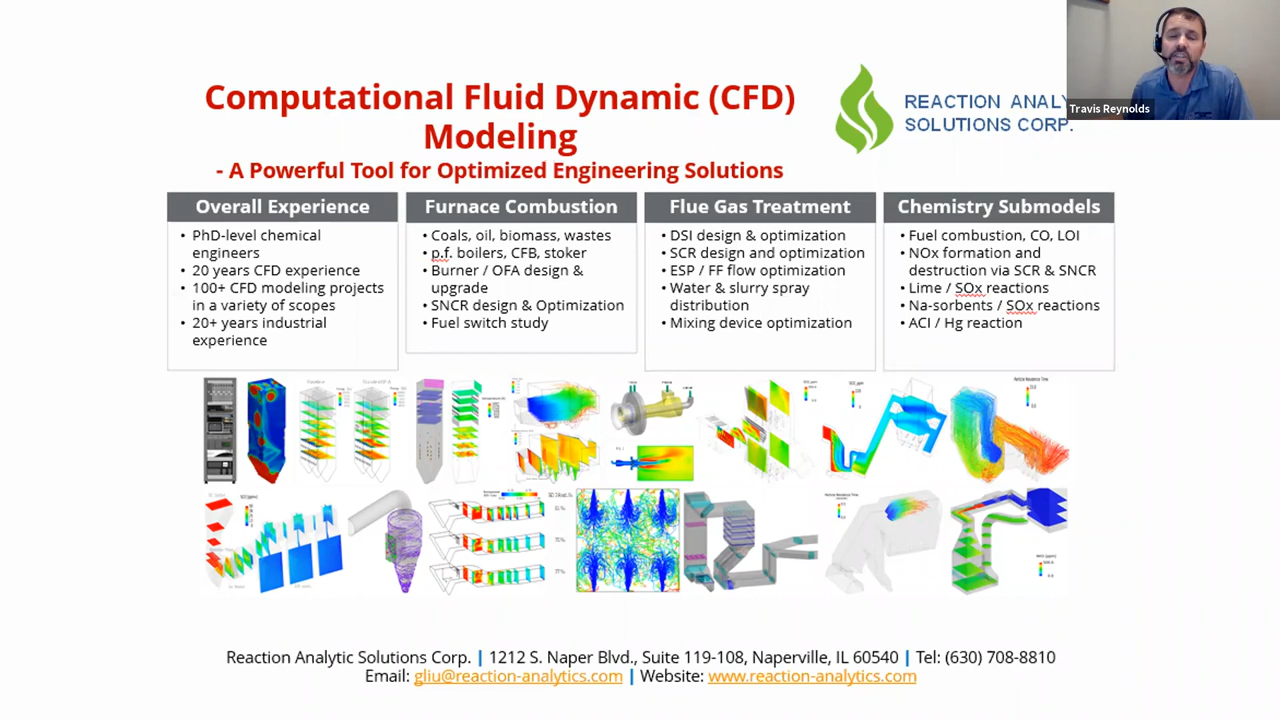 Computational Fluid Dynamic (CFD)
Modeling
- A Powerful Tool for Optimized Engineering Solutions
REACTION
SOLUTIONS CORP.
Travis Reynolds
Overall Experience
• PhD-level chemical
engineers
• 20 years CFD experience
• 100+ CFD modeling projects
in a variety of scopes
• 20+ years industrial
experience
Furnace Combustion
• Coals, oil, biomass, wastes
• p.f. boilers, CFB, stoker
• Burner / OFA design &
upgrade
• SNCR design & Optimization
• Fuel switch study
Flue Gas Treatment
• DSI design & optimization
• SCR design and optimization
• ESP / FF flow optimization
• Water & slurry spray
distribution
• Mixing device optimization
Chemistry Submodels
• Fuel combustion, CO, LOI
• NOx formation and
destruction via SCR & SNCR
• Lime / SOx reactions
• Na-sorbents / SOx reactions
• ACI / Hg reaction
Particle Residence Time
Reaction Analytic Solutions Corp. | 1212 S. Naper Blvd., Suite 119-108, Naperville, IL 60540 | Tel: (630) 708-8810
Email: gliu@reaction-analytics.com | Website: www.reaction-analytics.com